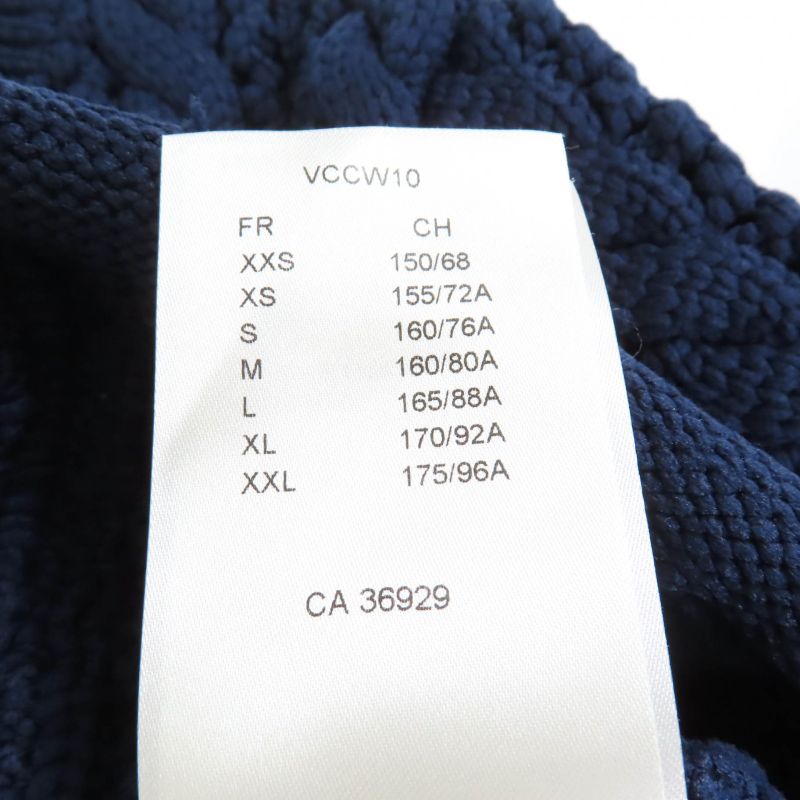 VCCW10
FR CH
XXS 150/68
XS 155/72A
S 160/76A
M 160/80A
L 165/88A
XL 170/92A
XXL 175/96A
CA 36929